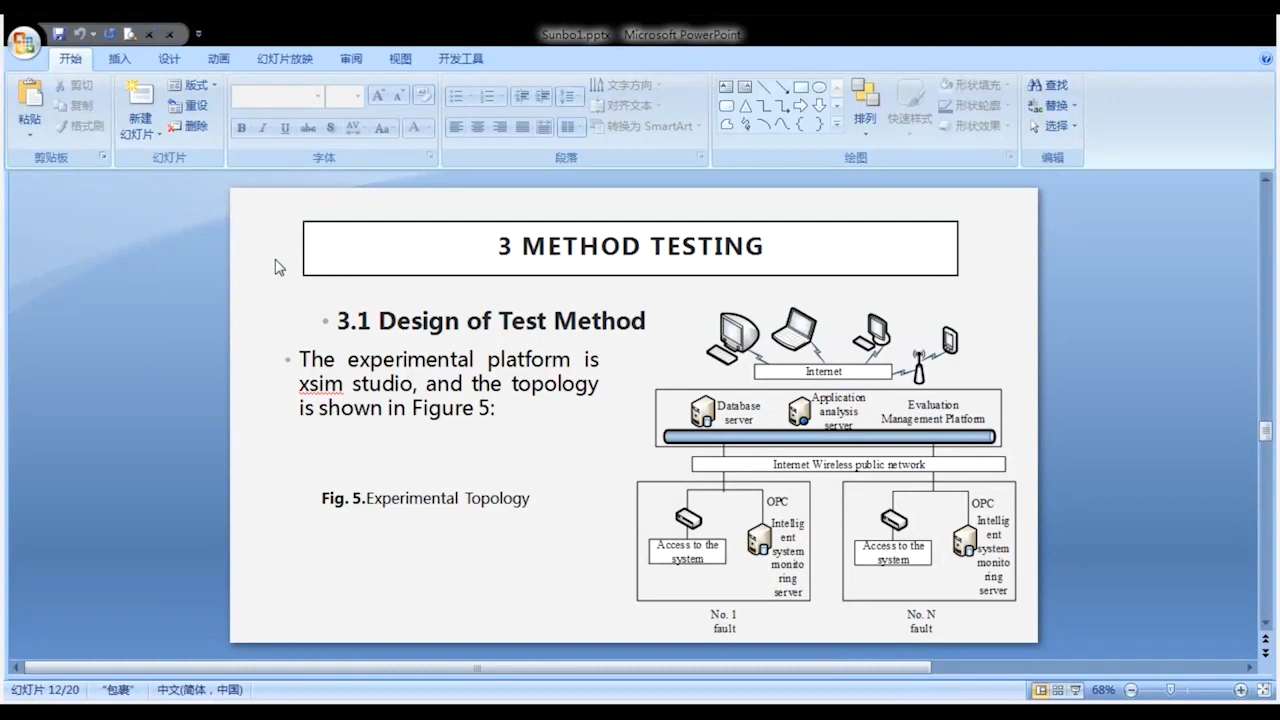 Sunbo1.pptx - Microsoft PowerPoint
开始 插入 设计 动画 幻灯片放映 审阅 视图 开发工具
粘贴
剪切
复制
格式刷
剪贴板
新建
幻灯片
版式
重设
删除
幻灯片
B I U abc S AV Aa A
字体
文字方向
对齐文本
转换为 SmartArt
段落
排列
快速样式
形状填充
形状轮廓
形状效果
绘图
查找
替换
选择
编辑
3 METHOD TESTING
• 3.1 Design of Test Method
• The experimental platform is
xsim studio, and the topology
is shown in Figure 5:
Fig. 5.Experimental Topology
Internet
Database
server
Application
analysis
server
Evaluation
Management Platform
Internet Wireless public network
OPC
Access to the
system
Intellig
ent
system
monito
ring
server
No. 1
fault
OPC
Access to the
system
Intellig
ent
system
monito
ring
server
No. N
fault
幻灯片 12/20 "包裹" 中文(简体，中国) 68%